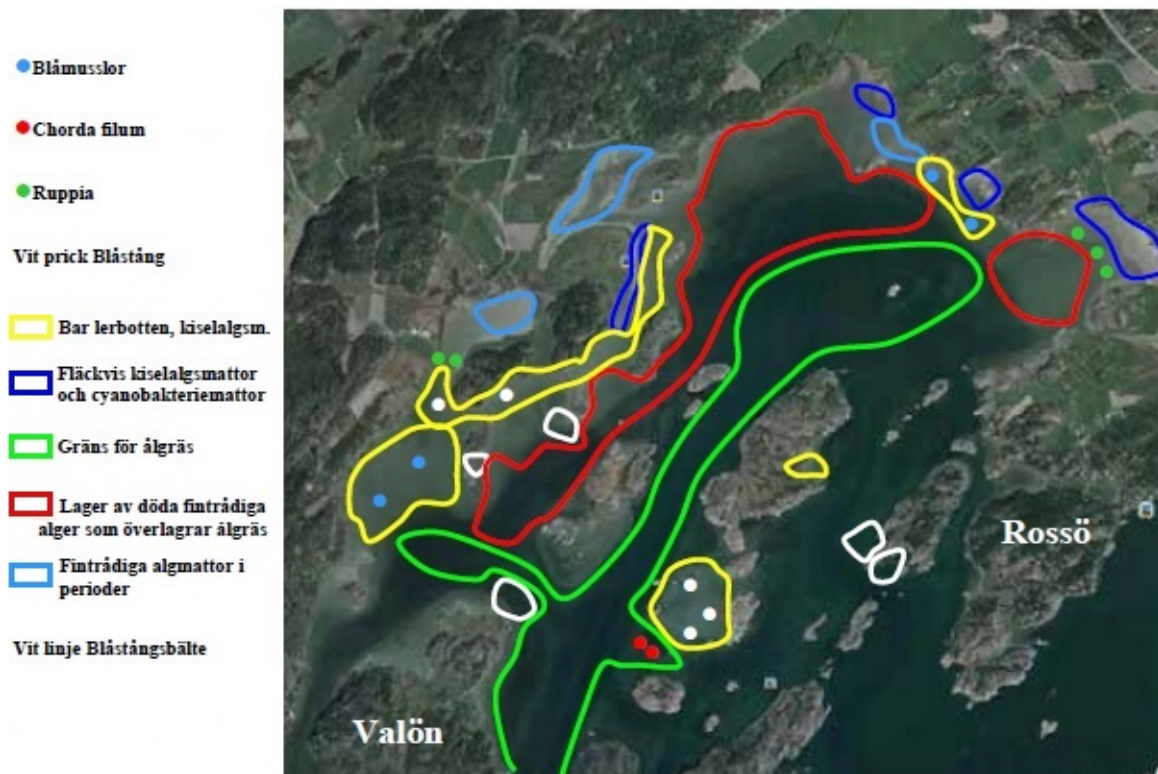 Blåmusslor
Chorda filum
Ruppia
Vit prick Blåstång
Bar lerbotten, kiselalgsm.
Fläckvis kiselalgsmattor
och cyanobakteriemattor
Gräns för ålgräs
Lager av döda fintrådiga
alger som överlagrar ålgräs
Fintrådiga algmattor i
perioder
Vit linje Blåstångsbälte
Rossö
Valön